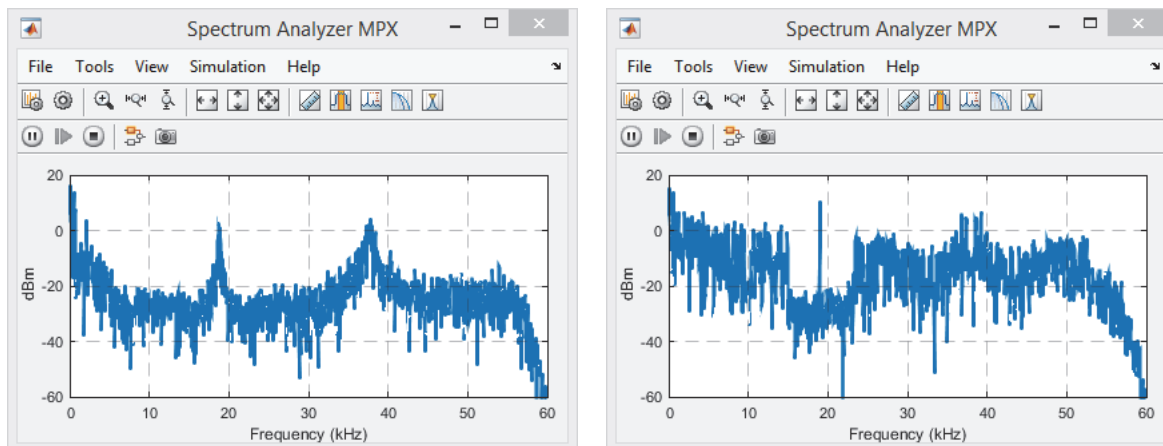 Spectrum Analyzer MPX
File Tools View Simulation Help
20
0
-20
-40
-60
dBm
0 10 20 30 40 50 60
Frequency (kHz)
Spectrum Analyzer MPX
File Tools View Simulation Help
20
0
-20
-40
-60
dBm
0 10 20 30 40 50 60
Frequency (kHz)